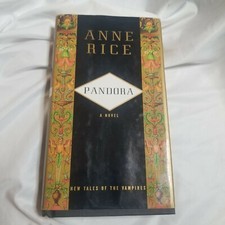 ANNE
RICE
PANDORA
A NOVEL
NEW TALES OF THE VAMPIRES